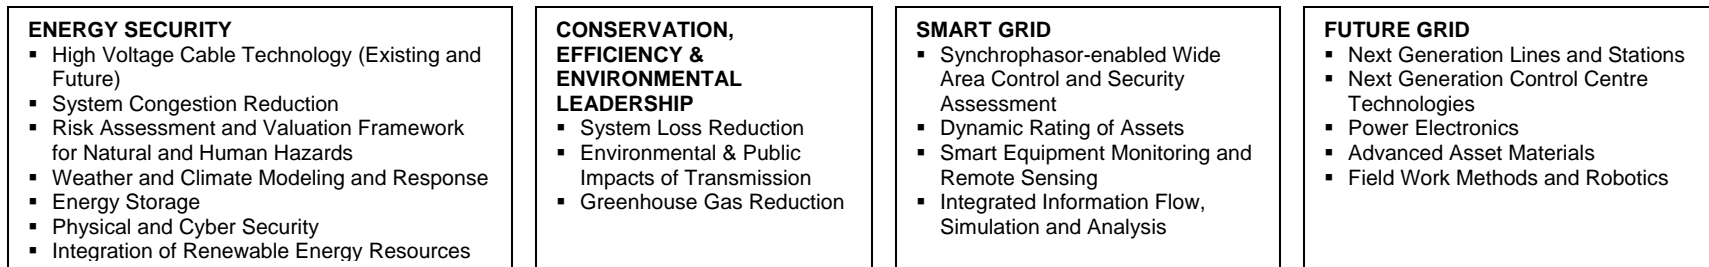 ENERGY SECURITY
▪ High Voltage Cable Technology (Existing and
Future)
▪ System Congestion Reduction
▪ Risk Assessment and Valuation Framework
for Natural and Human Hazards
▪ Weather and Climate Modeling and Response
▪ Energy Storage
▪ Physical and Cyber Security
▪ Integration of Renewable Energy Resources
CONSERVATION,
EFFICIENCY &
ENVIRONMENTAL
LEADERSHIP
▪ System Loss Reduction
▪ Environmental & Public
Impacts of Transmission
▪ Greenhouse Gas Reduction
SMART GRID
▪ Synchrophasor-enabled Wide
Area Control and Security
Assessment
▪ Dynamic Rating of Assets
▪ Smart Equipment Monitoring and
Remote Sensing
▪ Integrated Information Flow,
Simulation and Analysis
FUTURE GRID
▪ Next Generation Lines and Stations
▪ Next Generation Control Centre
Technologies
▪ Power Electronics
▪ Advanced Asset Materials
▪ Field Work Methods and Robotics